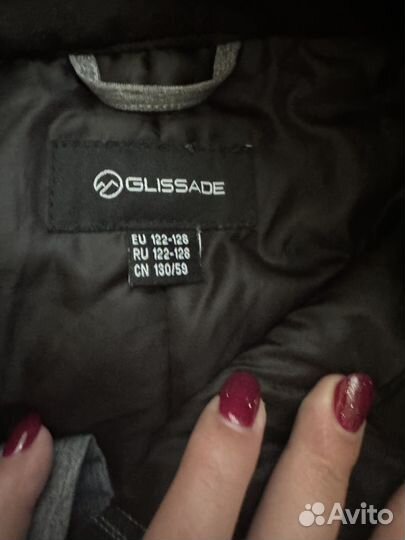 GLISSADE
EU 122-128
RU 122-128
CN 130/59
Avito